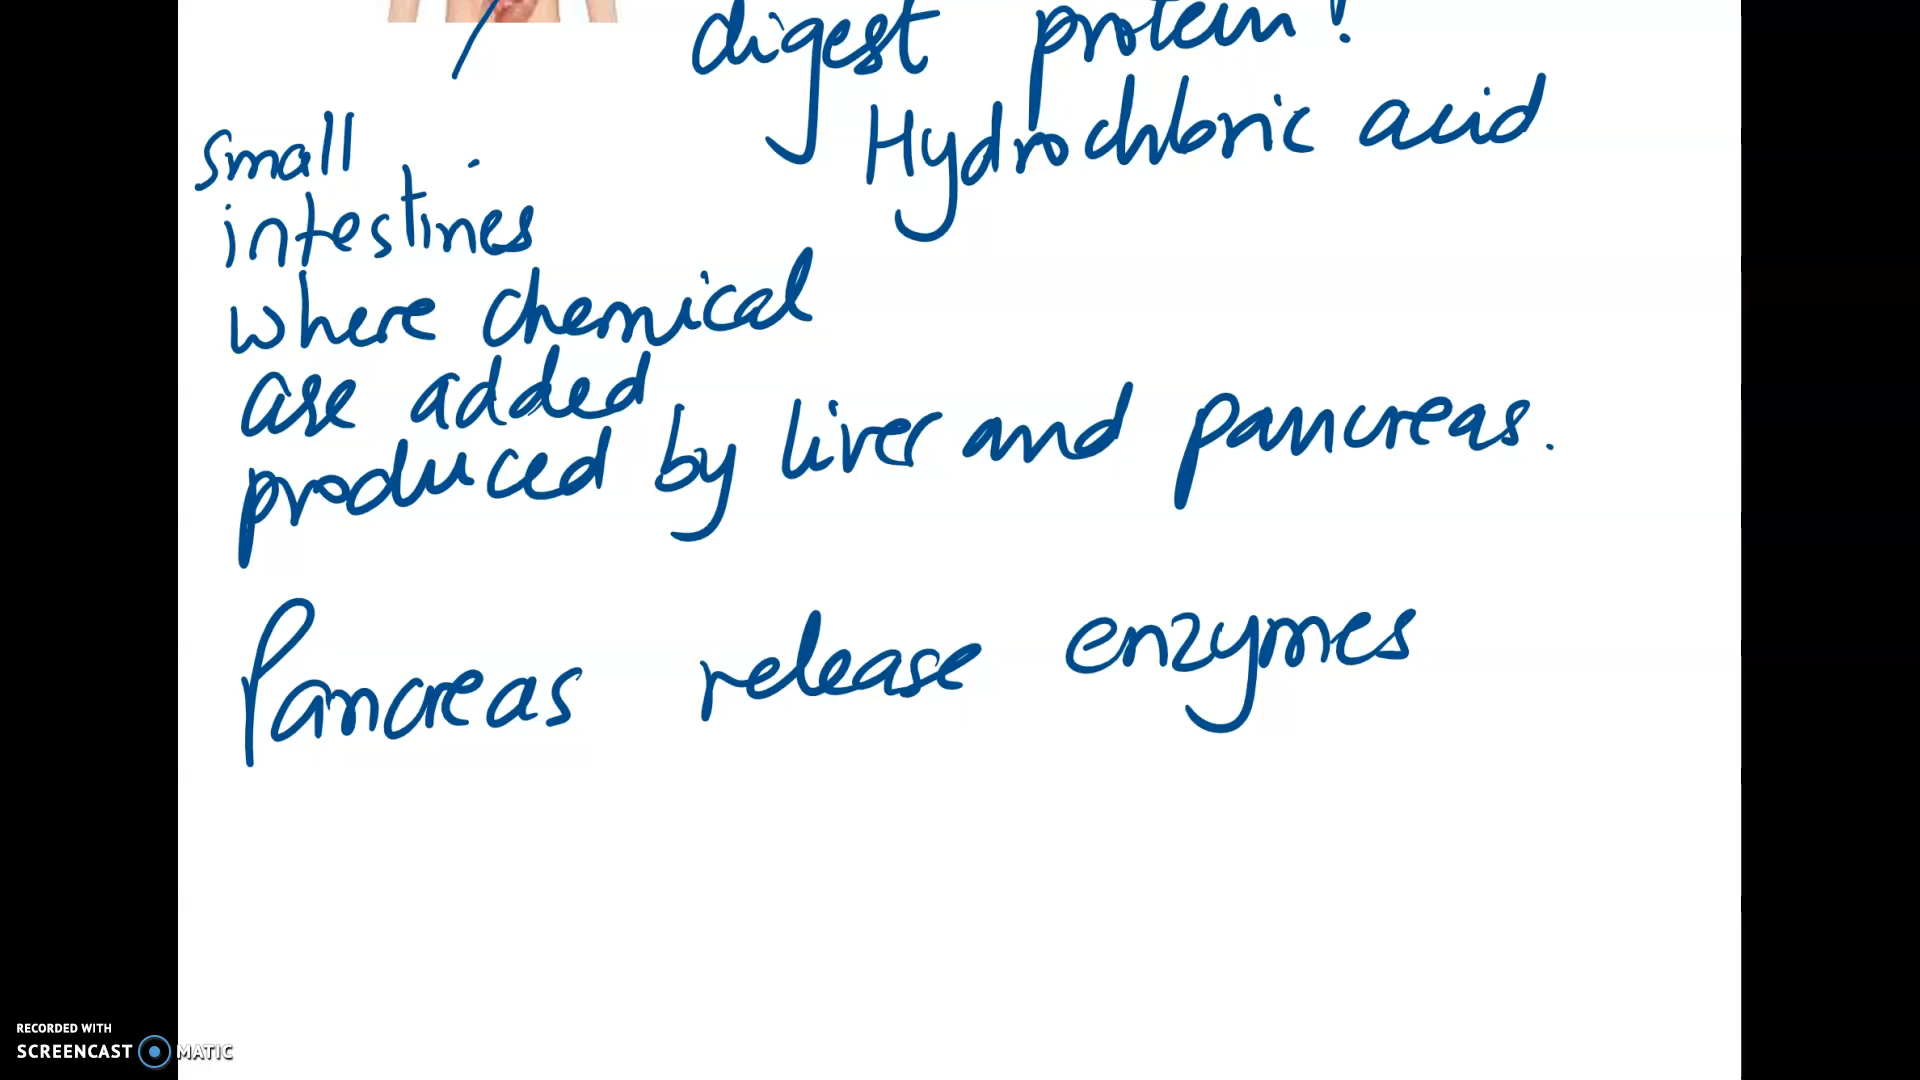 digest protein!
Hydrochloric acid
small
intestines
where chemical
are added
produced by liver and pancreas.
Pancreas release enzymes
RECORDED WITH
SCREENCAST MATIC